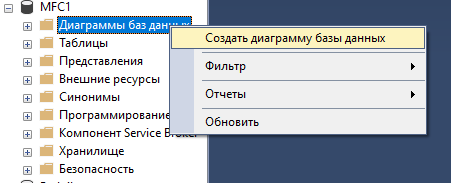 MFC1
Диаграммы баз данных
Создать диаграмму базы данных
Таблицы
Представления
Фильтр
Внешние ресурсы
Синонимы
Отчеты
Программирование
Компонент Service Broker
Обновить
Хранилище
Безопасность